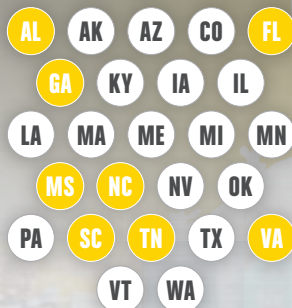 AL AK AZ CO FL
GA KY IA IL
LA MA ME MI MN
MS NC NV OK
PA SC TN TX VA
VT WA